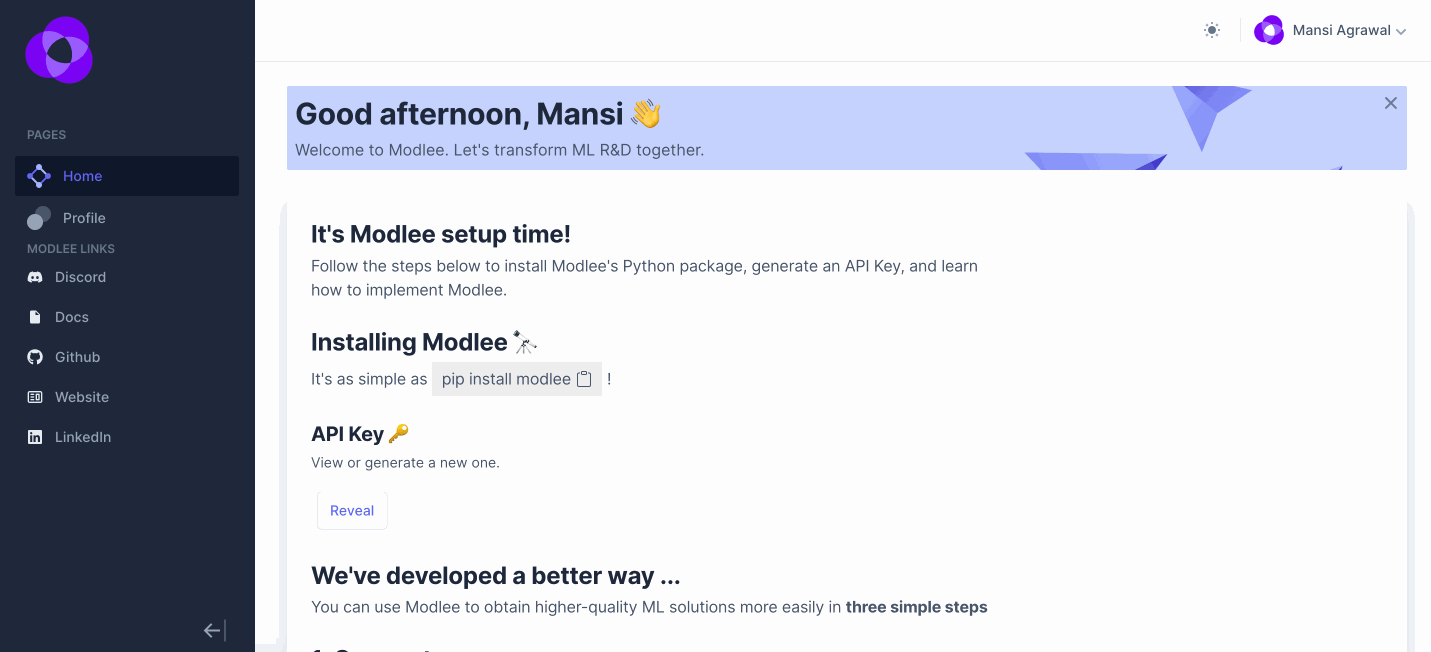 Mansi Agrawal
PAGES
Home
Profile
MODLEE LINKS
Discord
Docs
Github
Website
LinkedIn
Good afternoon, Mansi 👋
Welcome to Modlee. Let's transform ML R&D together.
It's Modlee setup time!
Follow the steps below to install Modlee's Python package, generate an API Key, and learn
how to implement Modlee.
Installing Modlee 🔭
It's as simple as pip install modlee 📋 !
API Key 🔑
View or generate a new one.
Reveal
We've developed a better way ...
You can use Modlee to obtain higher-quality ML solutions more easily in three simple steps